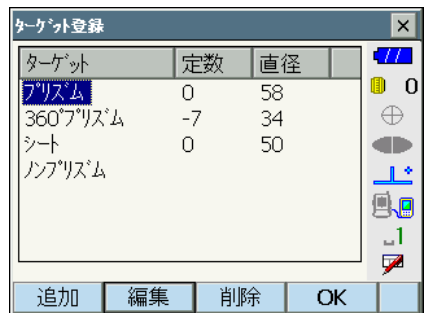 ﾀｰｹﾞｯﾄ登録 ×
ﾀｰｹﾞｯﾄ 定数 直径
ﾌﾟﾘｽﾞﾑ 0 58
360°ﾌﾟﾘｽﾞﾑ -7 34
ｼｰﾄ 0 50
ﾉﾝﾌﾟﾘｽﾞﾑ
0
1
追加 編集 削除 OK